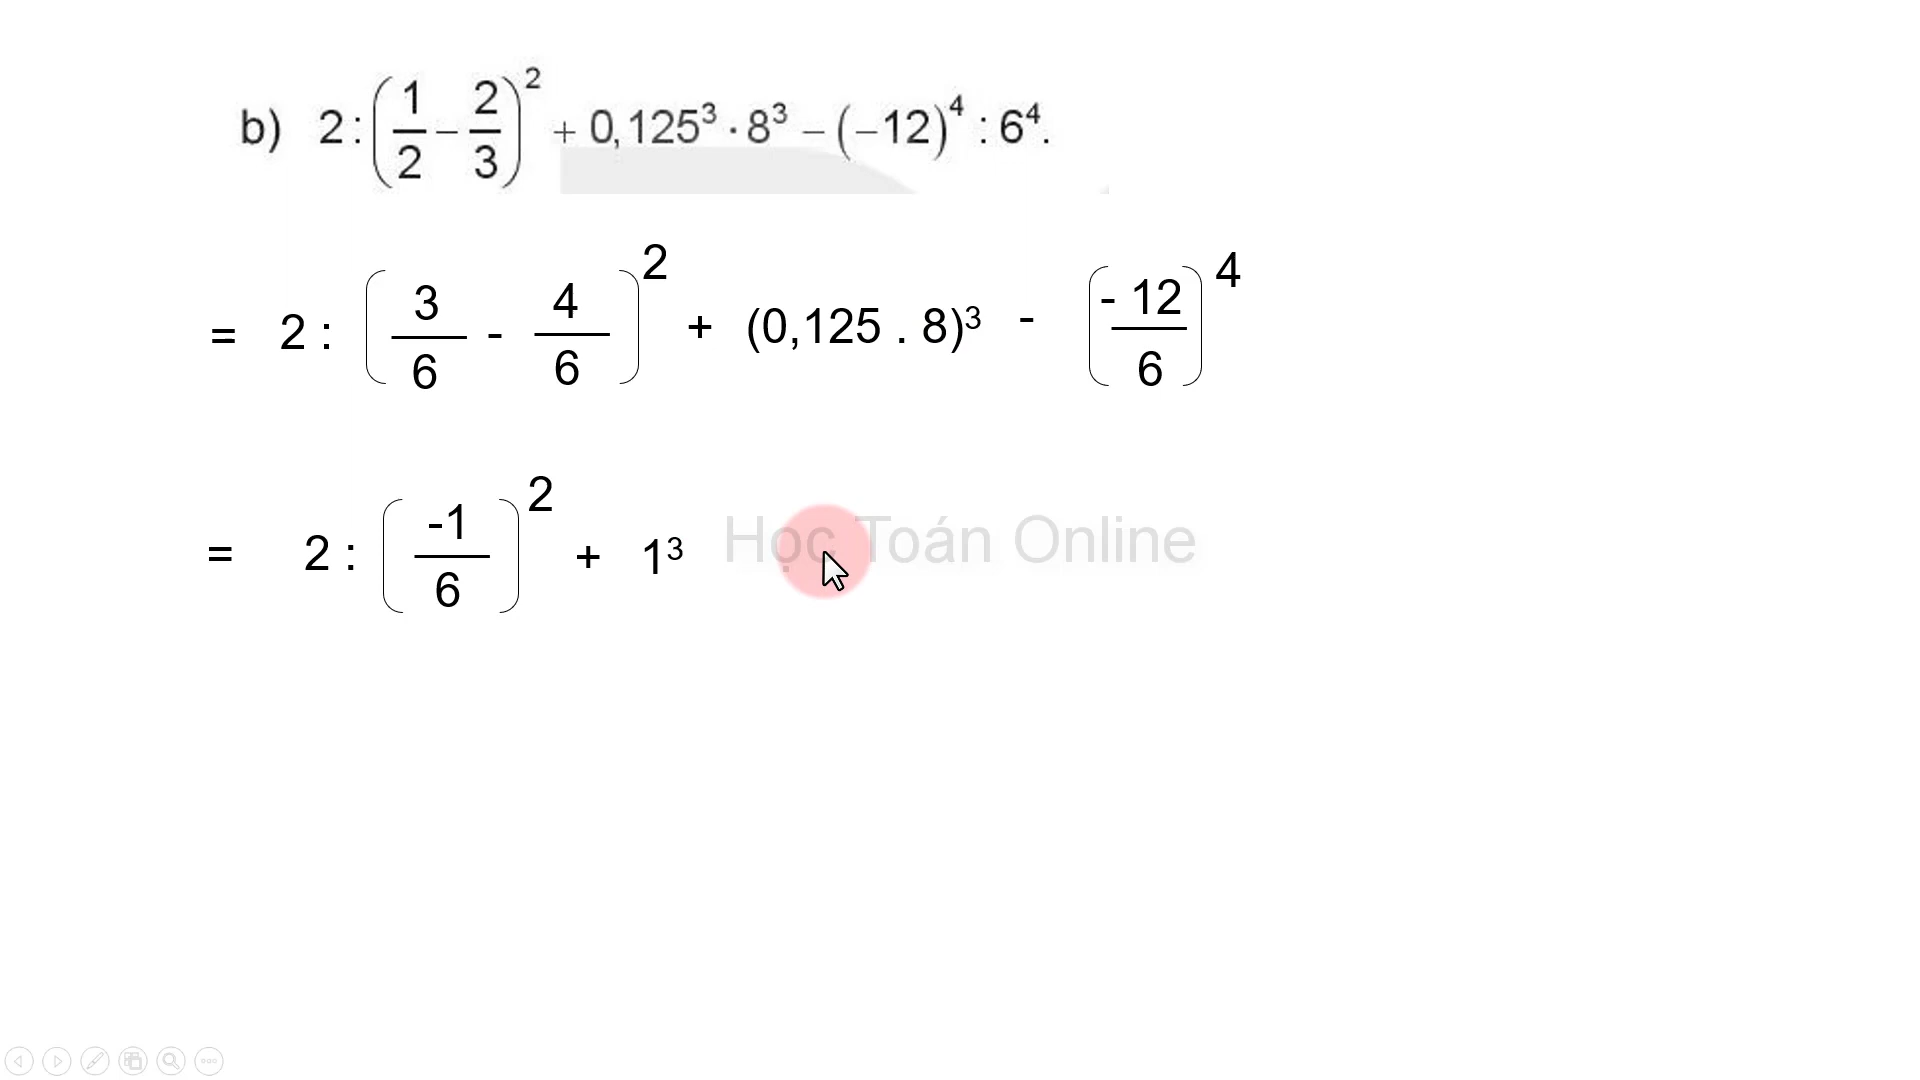 b) 2 : (1/2 – 2/3)² + 0,125³ · 8³ – (–12)⁴ : 6⁴.
= 2 : (3/6 - 4/6)² + (0,125 . 8)³ - (- 12/6)⁴
= 2 : (-1/6)² + 1³
Học Toán Online